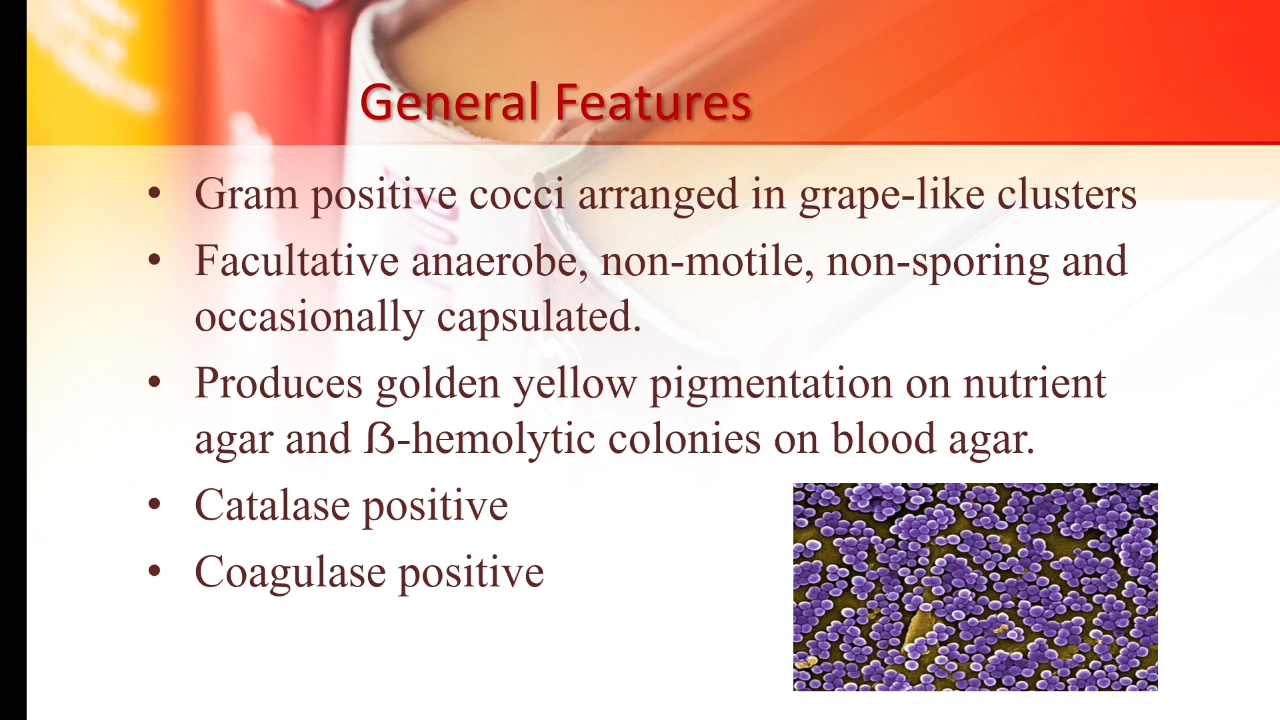 General Features
• Gram positive cocci arranged in grape-like clusters
• Facultative anaerobe, non-motile, non-sporing and
occasionally capsulated.
• Produces golden yellow pigmentation on nutrient
agar and ẞ-hemolytic colonies on blood agar.
• Catalase positive
• Coagulase positive